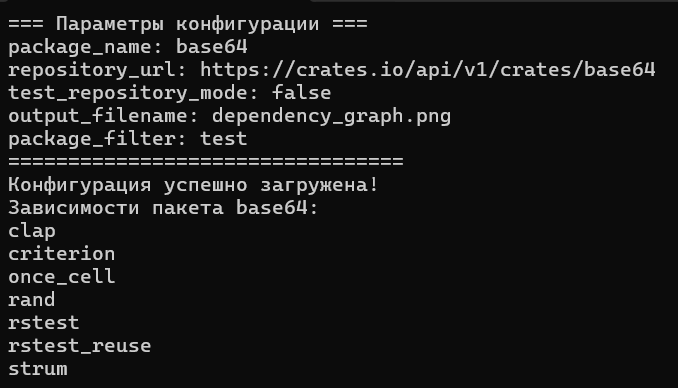 === Параметры конфигурации ===
package_name: base64
repository_url: https://crates.io/api/v1/crates/base64
test_repository_mode: false
output_filename: dependency_graph.png
package_filter: test
=================================
Конфигурация успешно загружена!
Зависимости пакета base64:
clap
criterion
once_cell
rand
rstest
rstest_reuse
strum